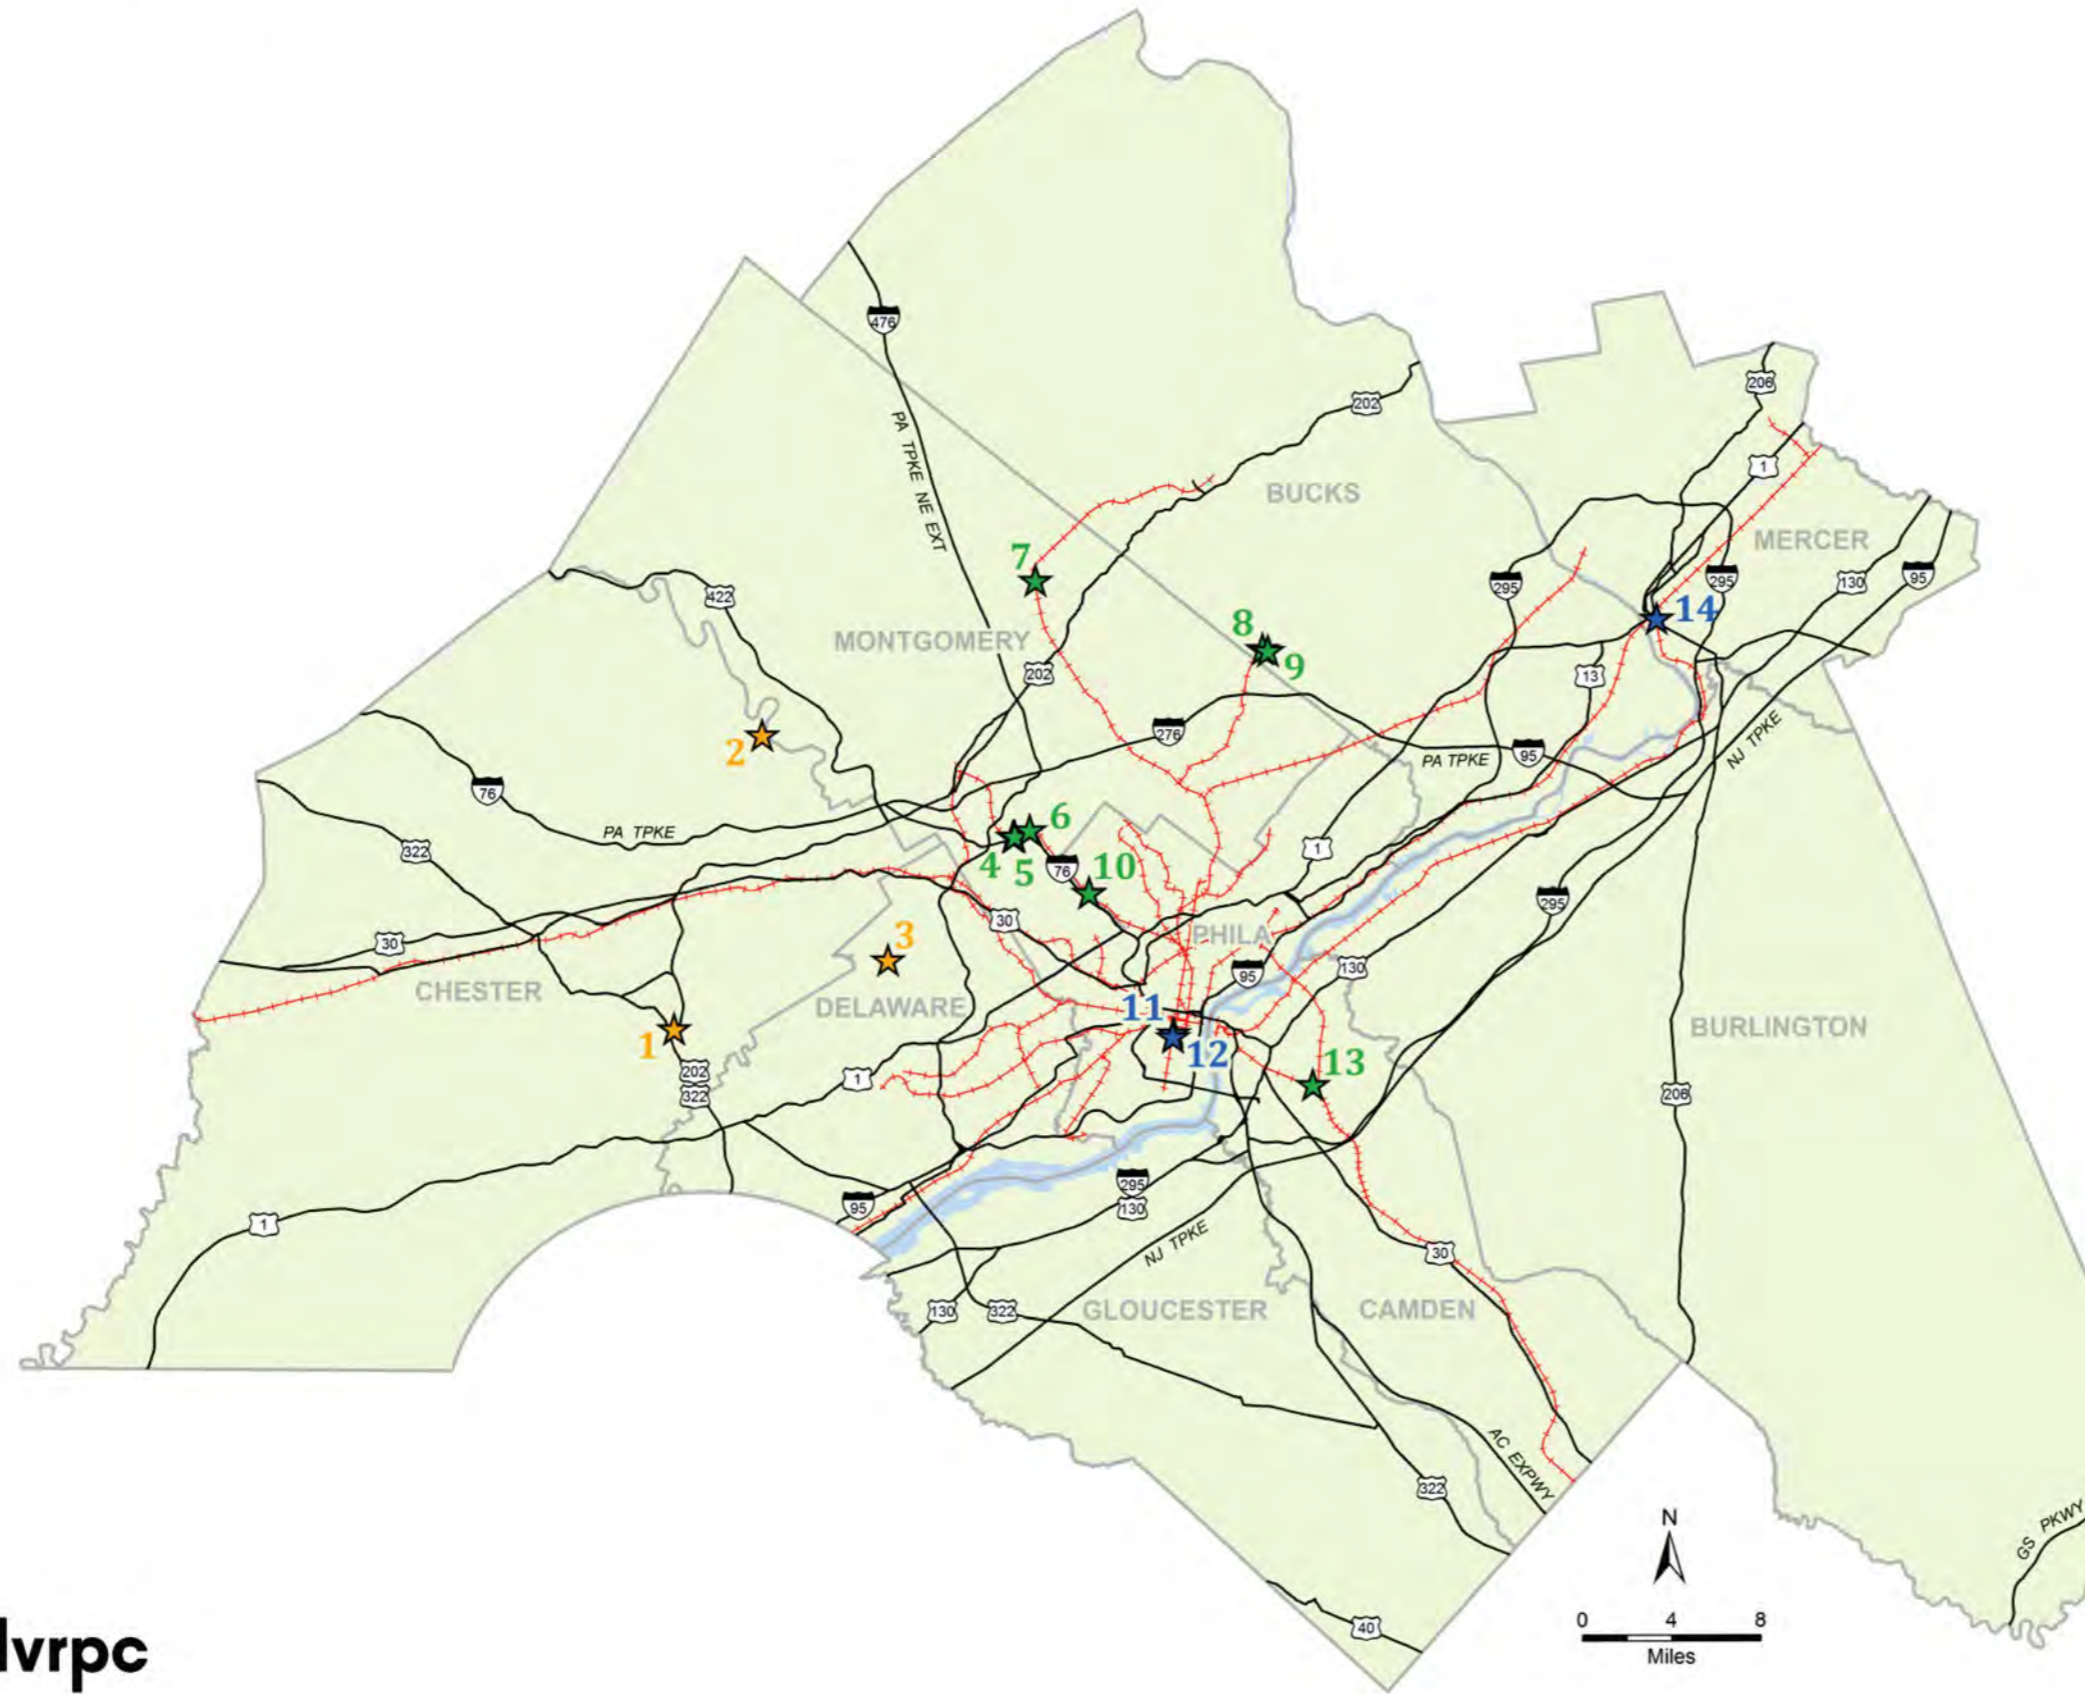 476
206
202
1
PA TPKE NE EXT
BUCKS
MERCER
7
295
295
130
95
422
14
8
MONTGOMERY
9
202
13
2
276
NJ TPKE
95
PA TPKE
76
6
PA TPKE
322
4
5
76
10
1
295
30
30
3
PHILA
130
95
CHESTER
DELAWARE
11
BURLINGTON
1
12
13
202
1
322
206
295
95
130
1
NJ TPKE
30
130
322
GLOUCESTER
CAMDEN
AC EXPWY
322
N
GS PKWY
0 4 8
40
Miles
lvrpc